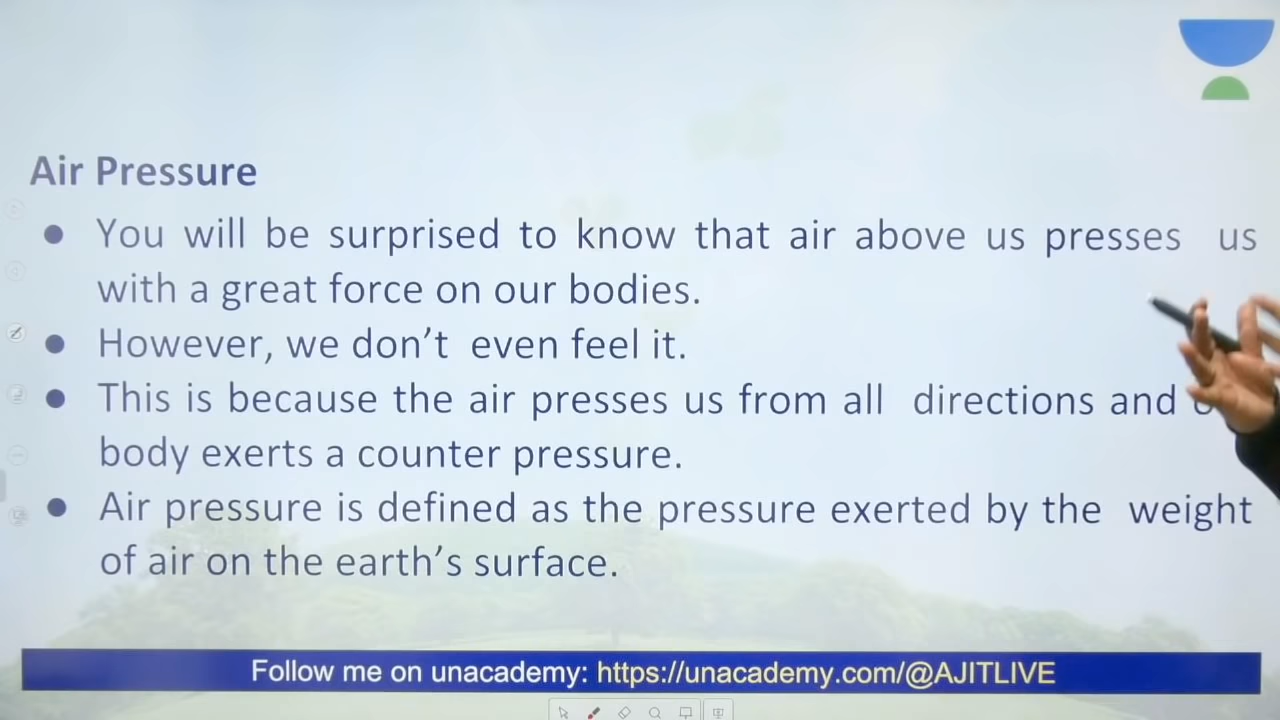 Air Pressure
● You will be surprised to know that air above us presses us
with a great force on our bodies.
● However, we don’t even feel it.
● This is because the air presses us from all directions and
body exerts a counter pressure.
● Air pressure is defined as the pressure exerted by the weight
of air on the earth’s surface.
Follow me on unacademy: https://unacademy.com/@AJITLIVE